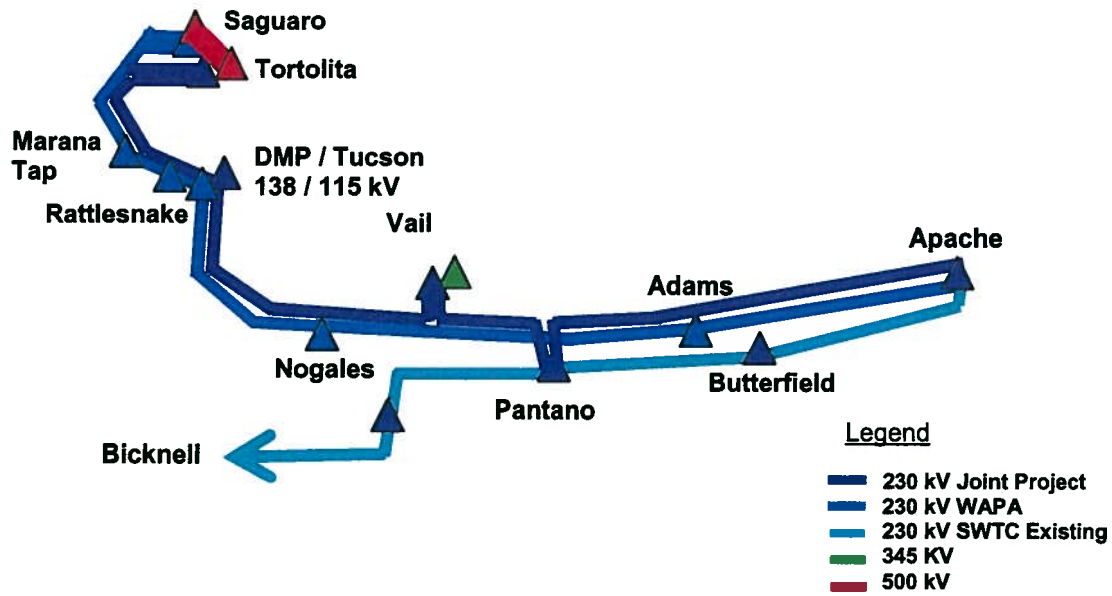 Saguaro
Tortolita
Marana
Tap
DMP / Tucson
138 / 115 kV
Rattlesnake
Vail
Apache
Adams
Nogales
Butterfield
Pantano
Bicknell
Legend
230 kV Joint Project
230 kV WAPA
230 kV SWTC Existing
345 KV
500 kV